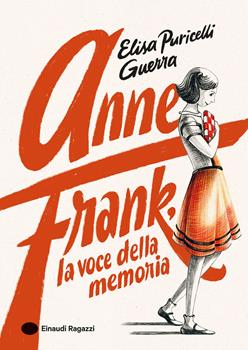 Elisa Puricelli
Guerra
Anne
Frank,
la voce della
memoria
Einaudi Ragazzi